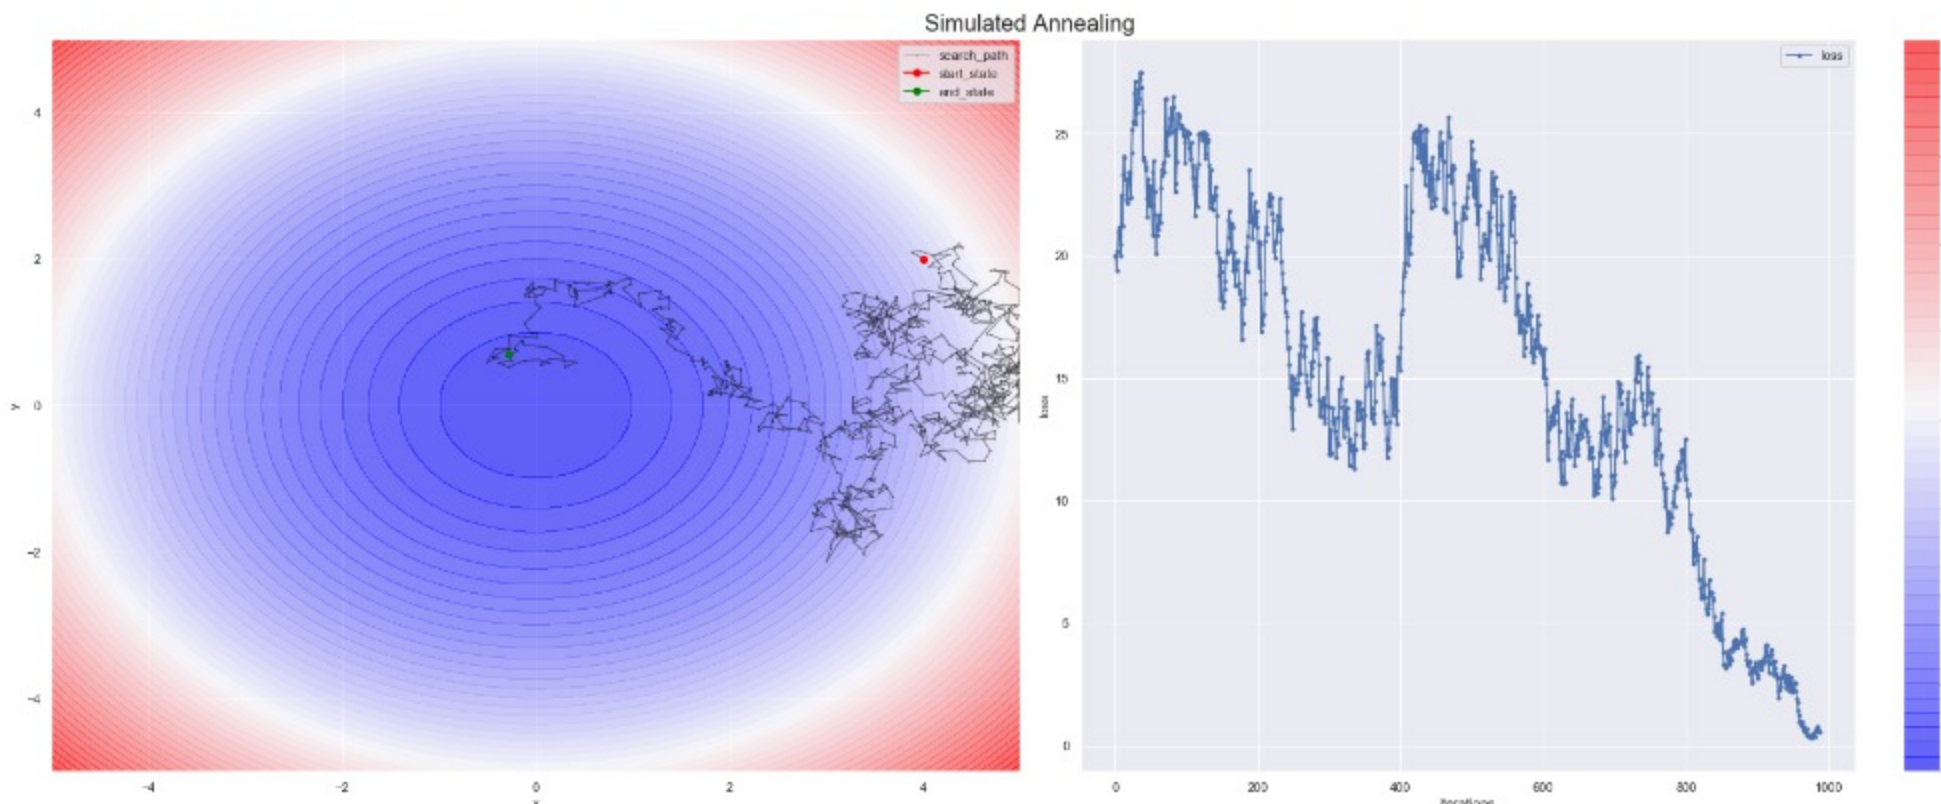 Simulated Annealing
search_path
start_state
end_state
4
2
0
−2
−4
y
−4
−2
0
2
4
x
loss
25
20
15
10
5
0
loss
0
200
400
600
800
1000
iterations